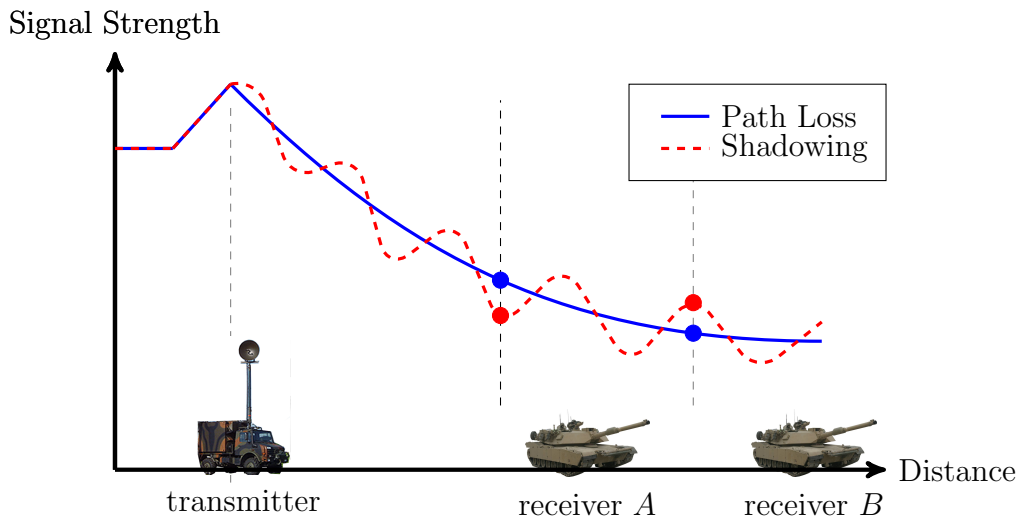 Signal Strength
Path Loss
Shadowing
Distance
transmitter
receiver A
receiver B